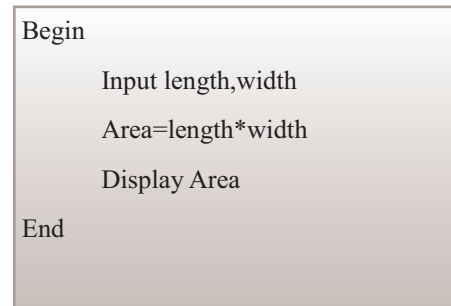 Begin
Input length,width
Area=length*width
Display Area
End